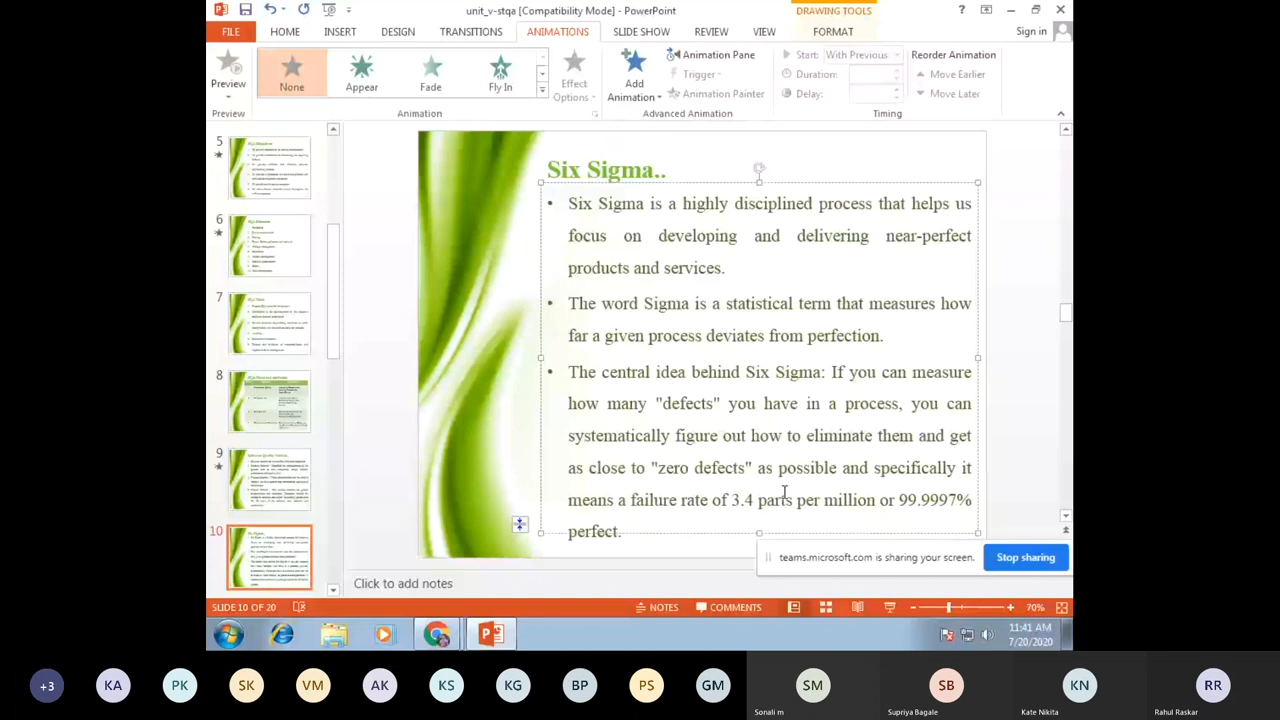 unit_v-stqa [Compatibility Mode] - PowerPoint
DRAWING TOOLS
FILE HOME INSERT DESIGN TRANSITIONS ANIMATIONS SLIDE SHOW REVIEW VIEW FORMAT Sign in
Preview None Appear Fade Fly In Effect Options Add Animation
Animation Pane
Trigger
Animation Painter
Start: With Previous
Duration:
Delay:
Reorder Animation
Move Earlier
Move Later
Preview Animation Advanced Animation Timing
5
6
7
8
9
10
Six Sigma..
• Six Sigma is a highly disciplined process that helps us
focus on developing and delivering near-perfect
products and services.
• The word Sigma is a statistical term that measures how
far a given process deviates from perfection.
• The central idea behind Six Sigma: If you can measure
how many "defects" you have in a process, you can
systematically figure out how to eliminate them and get
as close to "zero defects" as possible and specifically it
means a failure rate of 3.4 parts per million or 99.9997%
perfect.
teams.microsoft.com is sharing your screen.
Stop sharing
Click to add
SLIDE 10 OF 20 NOTES COMMENTS 70%
11:41 AM
7/20/2020
+3 KA PK SK VM AK KS KG BP PS GM SM SB KN RR
Sonali m Supriya Bagale Kate Nikita Rahul Raskar